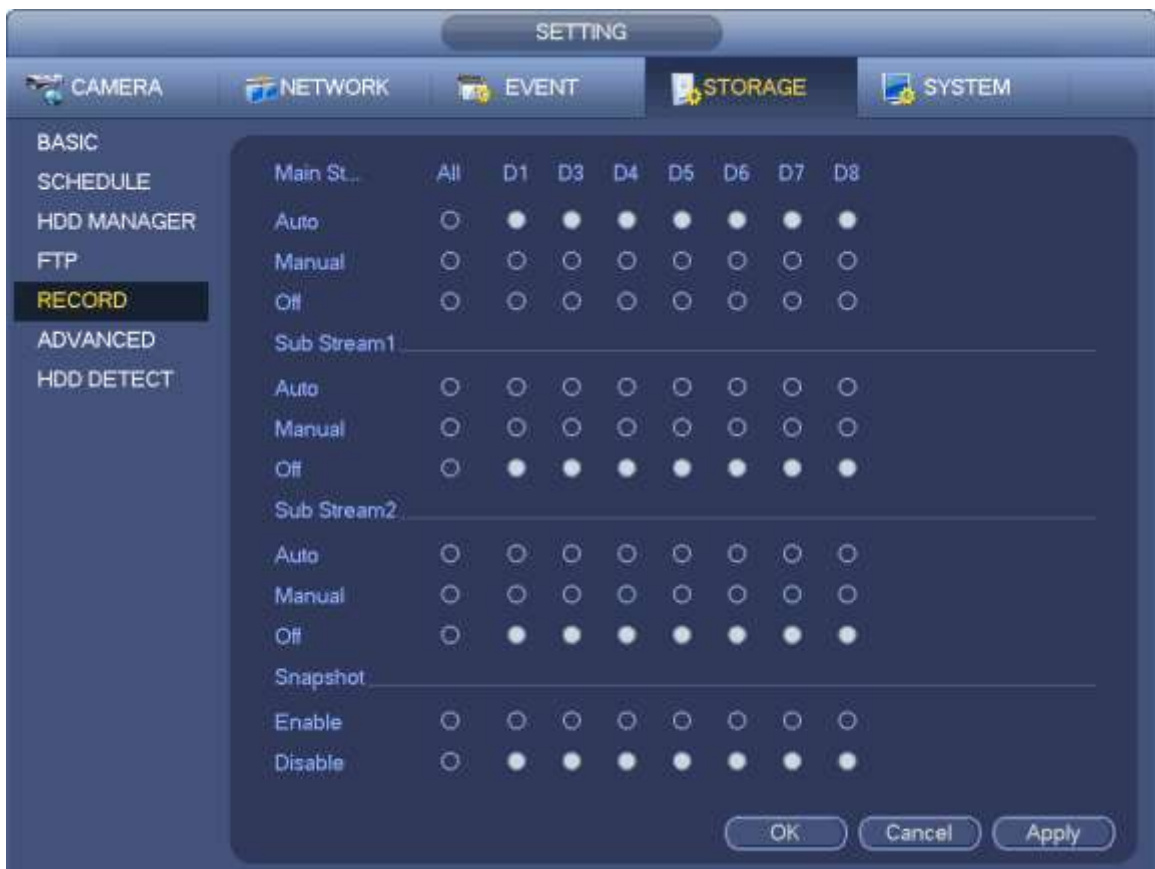 SETTING
CAMERA NETWORK EVENT STORAGE SYSTEM
BASIC
SCHEDULE
HDD MANAGER
FTP
RECORD
ADVANCED
HDD DETECT
Main St... All D1 D3 D4 D5 D6 D7 D8
Auto
Manual
Off
Sub Stream1
Auto
Manual
Off
Sub Stream2
Auto
Manual
Off
Snapshot
Enable
Disable
OK Cancel Apply